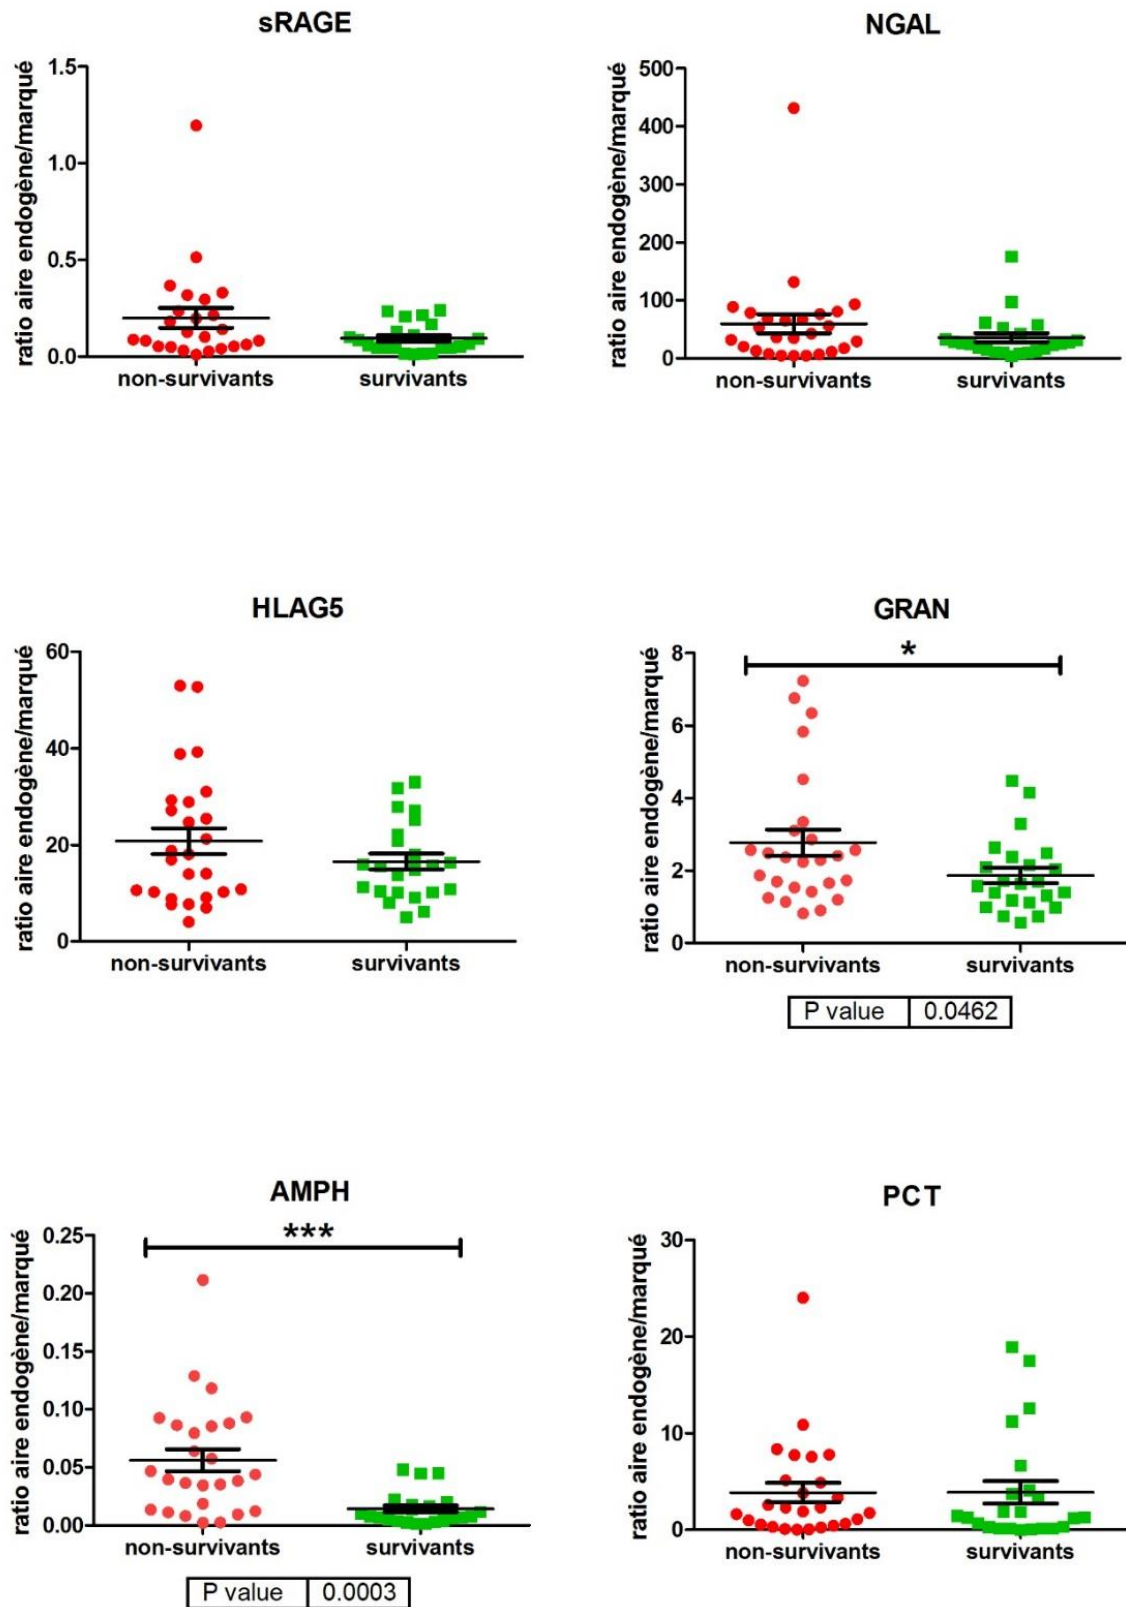 sRAGE
ratio aire endogène/marqué
1.5
1.0
0.5
0.0
non-survivants survivants
NGAL
ratio aire endogène/marqué
500
400
300
200
100
0
non-survivants survivants
HLAG5
ratio aire endogène/marqué
60
40
20
0
non-survivants survivants
GRAN
ratio aire endogène/marqué
*
8
6
4
2
0
non-survivants survivants
P value 0.0462
AMPH
ratio aire endogène/marqué
***
0.25
0.20
0.15
0.10
0.05
0.00
non-survivants survivants
P value 0.0003
PCT
ratio aire endogène/marqué
30
20
10
0
non-survivants survivants